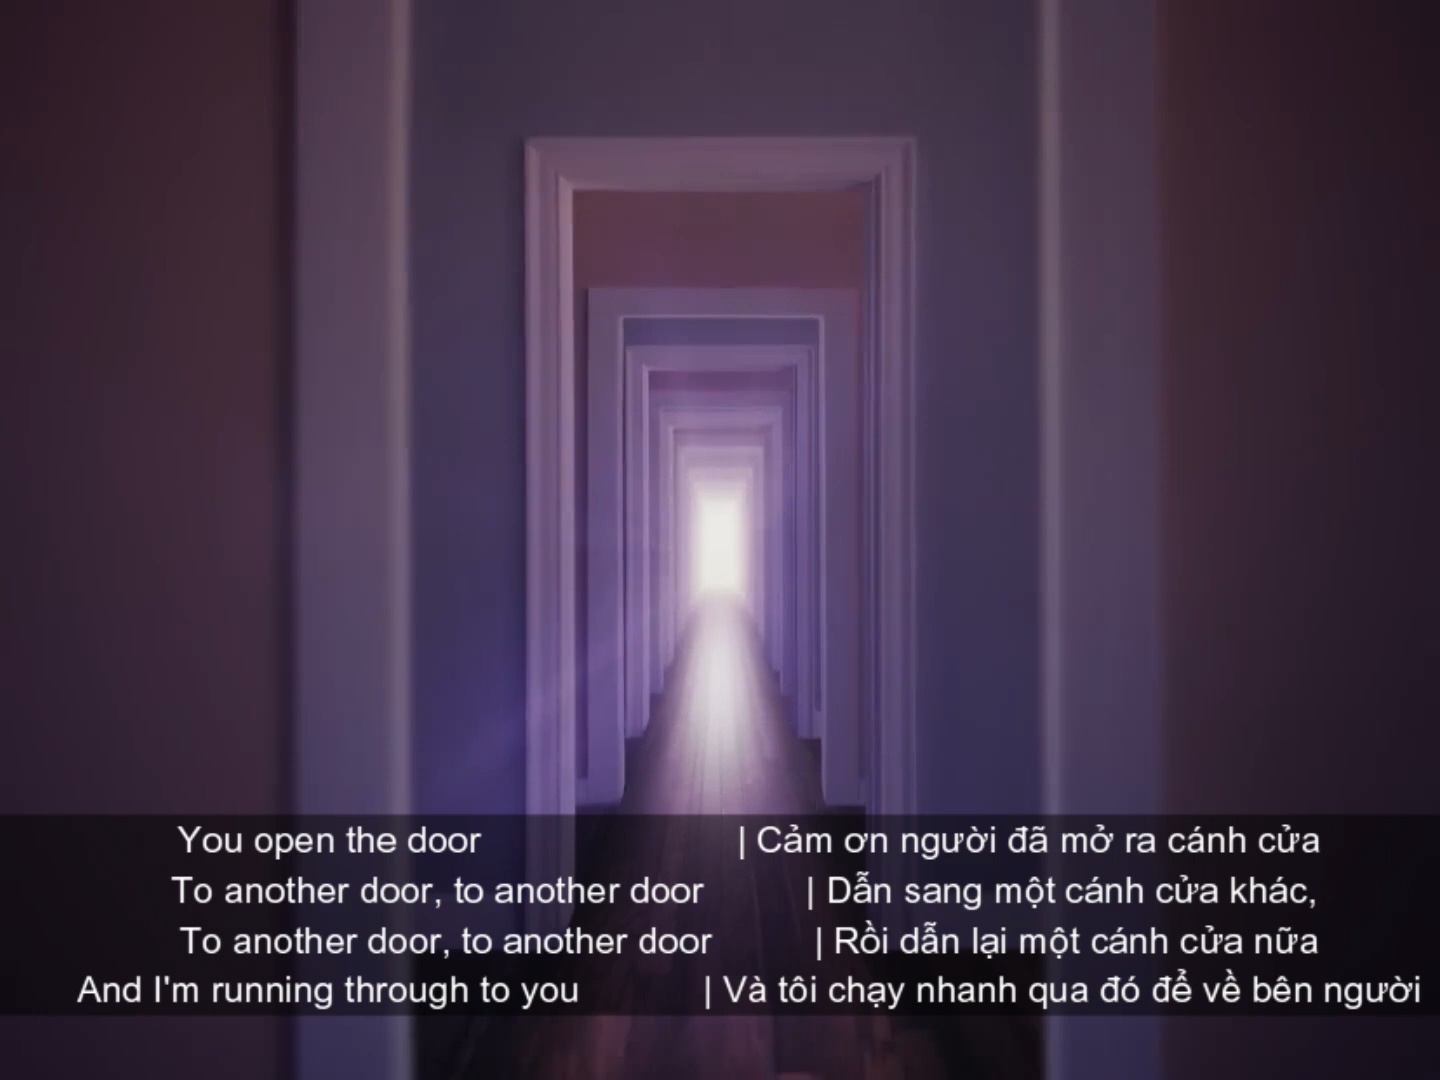 You open the door | Cảm ơn người đã mở ra cánh cửa
To another door, to another door | Dẫn sang một cánh cửa khác,
To another door, to another door | Rồi dẫn lại một cánh cửa nữa
And I'm running through to you | Và tôi chạy nhanh qua đó để về bên người